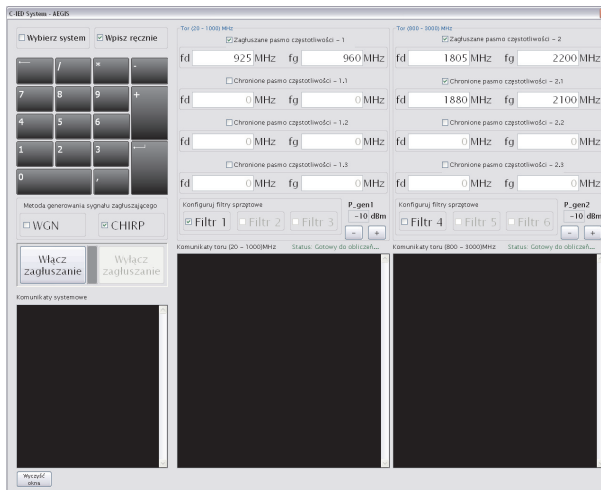 C-IED System - AEGIS
Wybierz system
Wpisz ręcznie
/
*
-
7
8
9
+
4
5
6
1
2
3
0
,
Metoda generowania sygnału zagłuszającego
WGN
CHIRP
Włącz
zagłuszanie
Wyłącz
zagłuszanie
Komunikaty systemowe
Wyczyść
okna
Tor (20 - 1000) MHz
Zagłuszane pasmo częstotliwości - 1
fd 925 MHz fg 960 MHz
Chronione pasmo częstotliwości - 1.1
fd 0 MHz fg 0 MHz
Chronione pasmo częstotliwości - 1.2
fd 0 MHz fg 0 MHz
Chronione pasmo częstotliwości - 1.3
fd 0 MHz fg 0 MHz
Konfiguruj filtry sprzętowe
P_gen1
Filtr 1
Filtr 2
Filtr 3
-10 dBm
- +
Komunikaty toru (20 - 1000)MHz
Status: Gotowy do obliczeń...
Tor (800 - 3000) MHz
Zagłuszane pasmo częstotliwości - 2
fd 1805 MHz fg 2200 MHz
Chronione pasmo częstotliwości - 2.1
fd 1880 MHz fg 2100 MHz
Chronione pasmo częstotliwości - 2.2
fd 0 MHz fg 0 MHz
Chronione pasmo częstotliwości - 2.3
fd 0 MHz fg 0 MHz
Konfiguruj filtry sprzętowe
P_gen2
Filtr 4
Filtr 5
Filtr 6
-10 dBm
- +
Komunikaty toru (800 - 3000)MHz
Status: Gotowy do obliczeń...